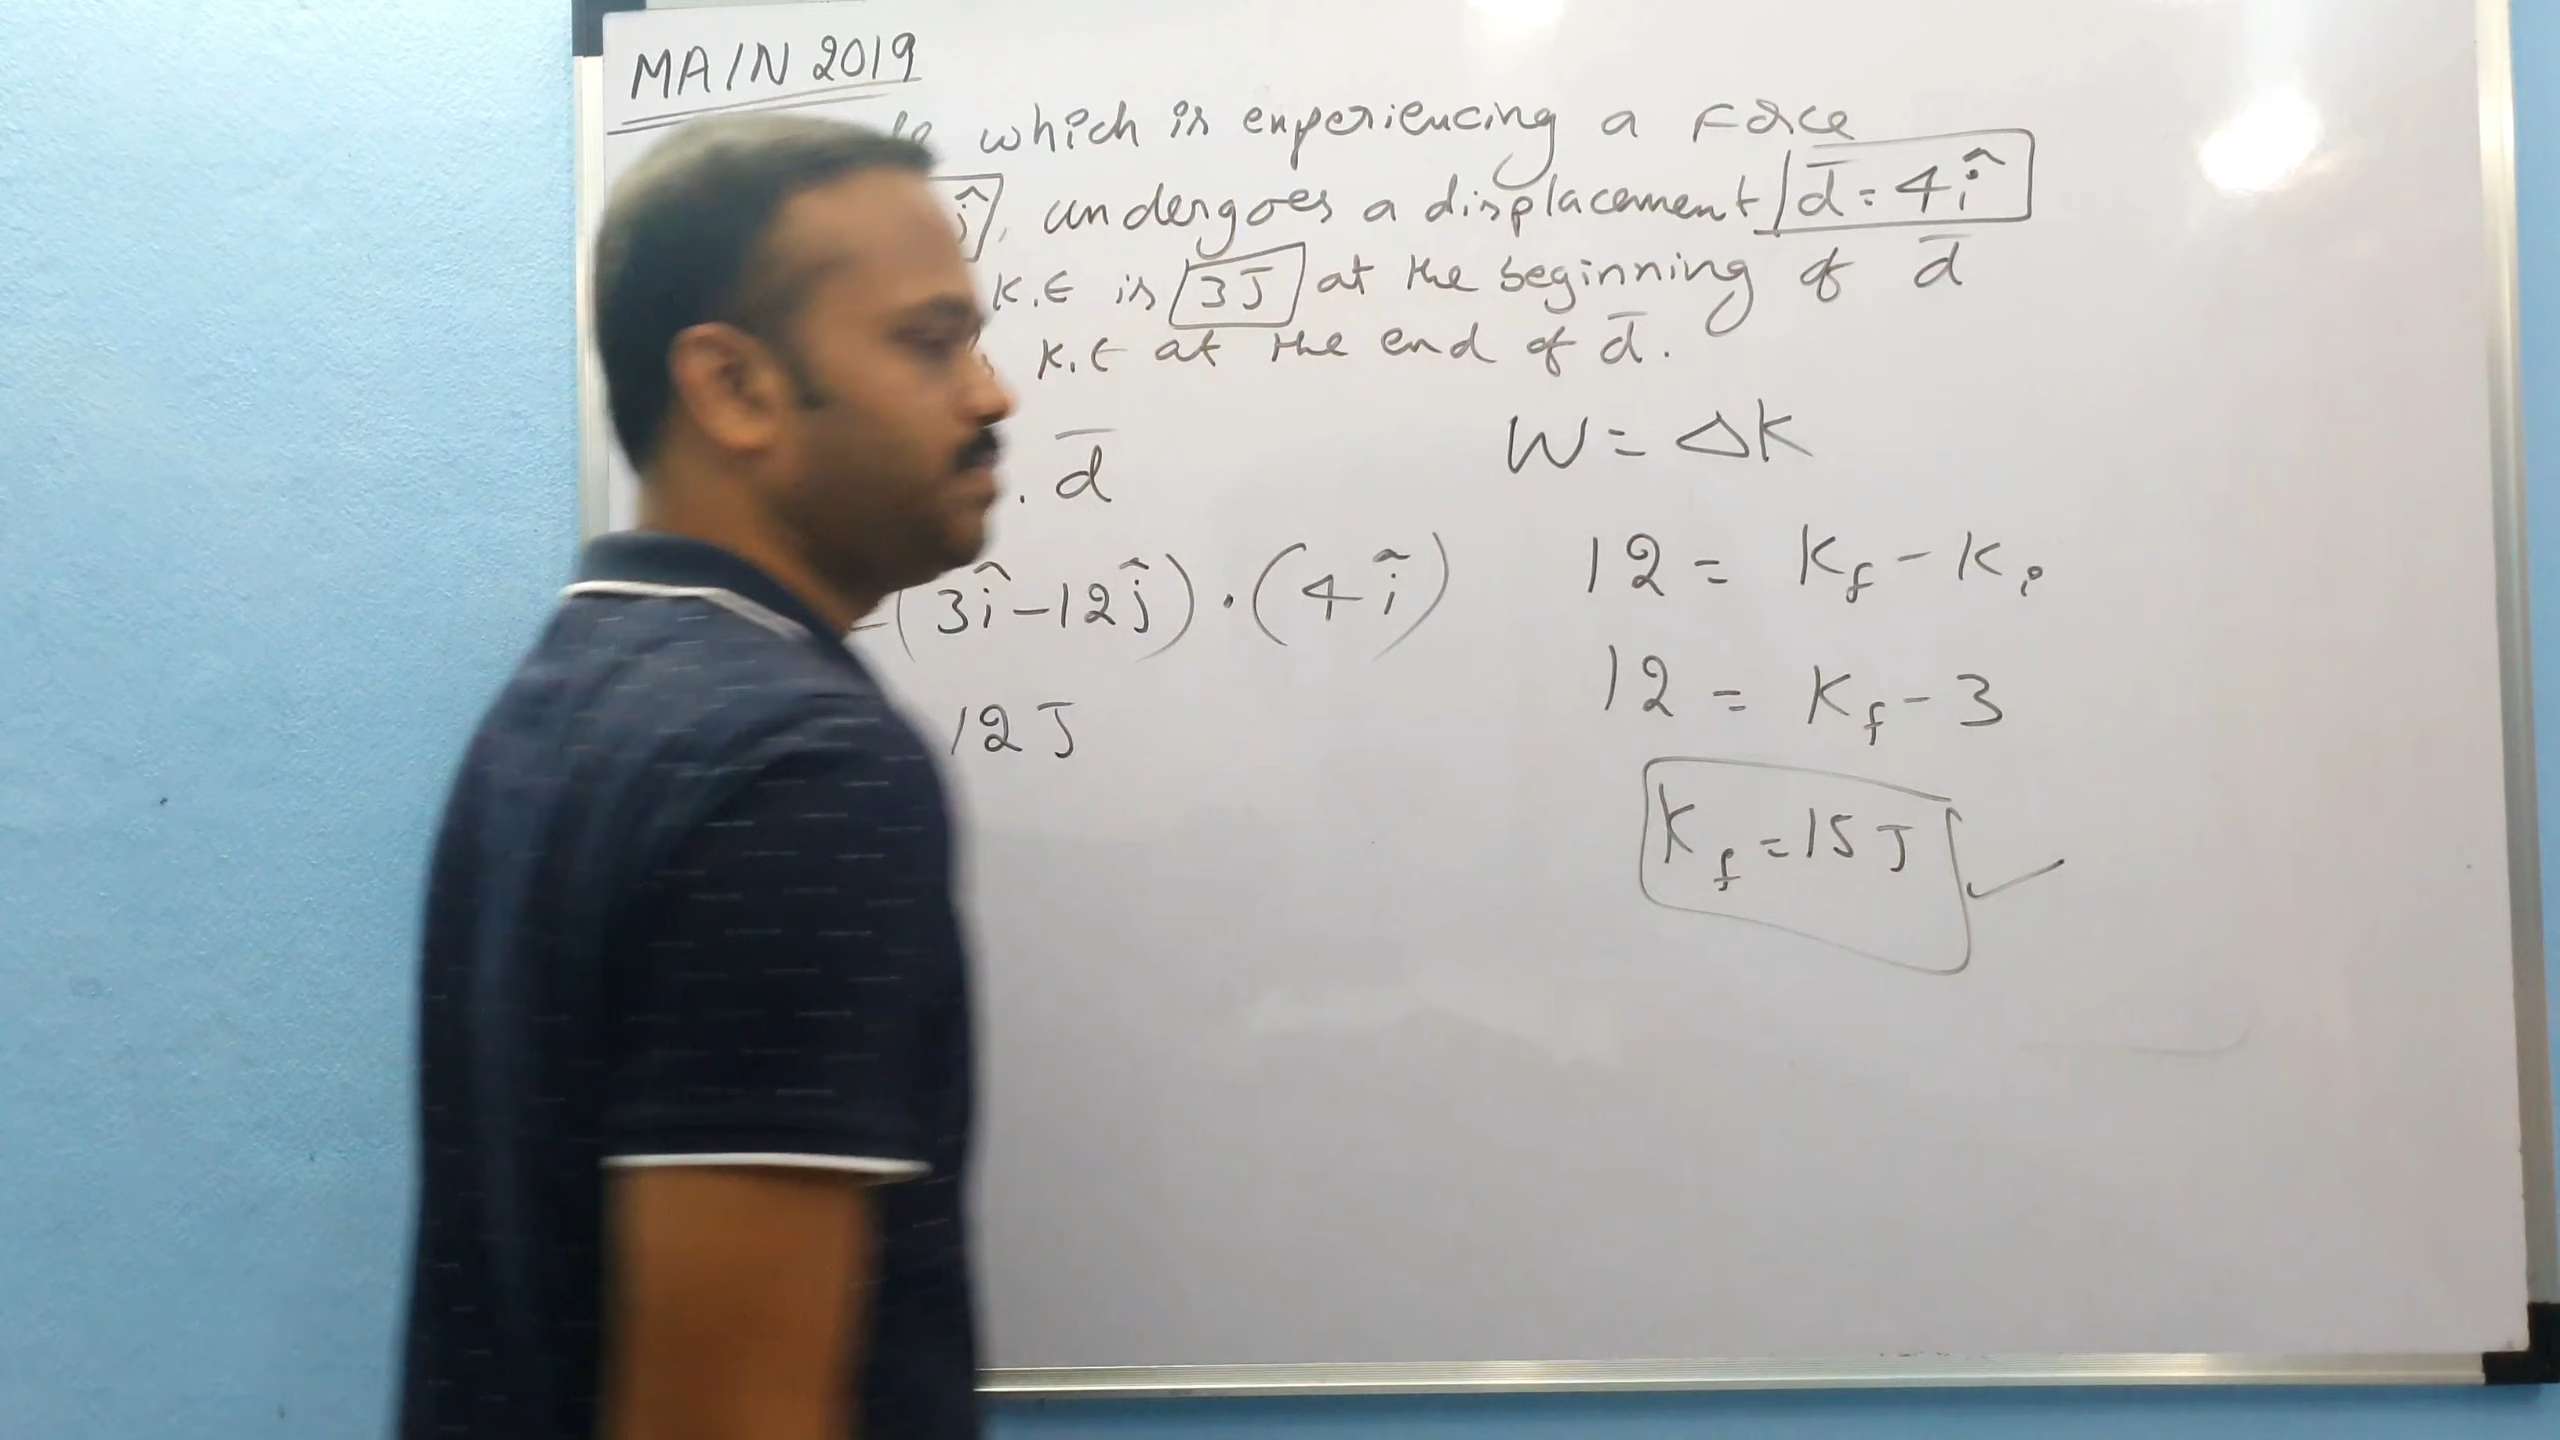 MAIN 2019
which is experiencing a Force
ĵ, undergoes a displacement d̄ = 4î
K.E is 3J at the beginning of d̄
K.E at the end of d̄.
. d̄
W = ΔK
(3î - 12ĵ) · (4î)
12 = Kf - Ki
12 J
12 = Kf - 3
Kf = 15 J ✓